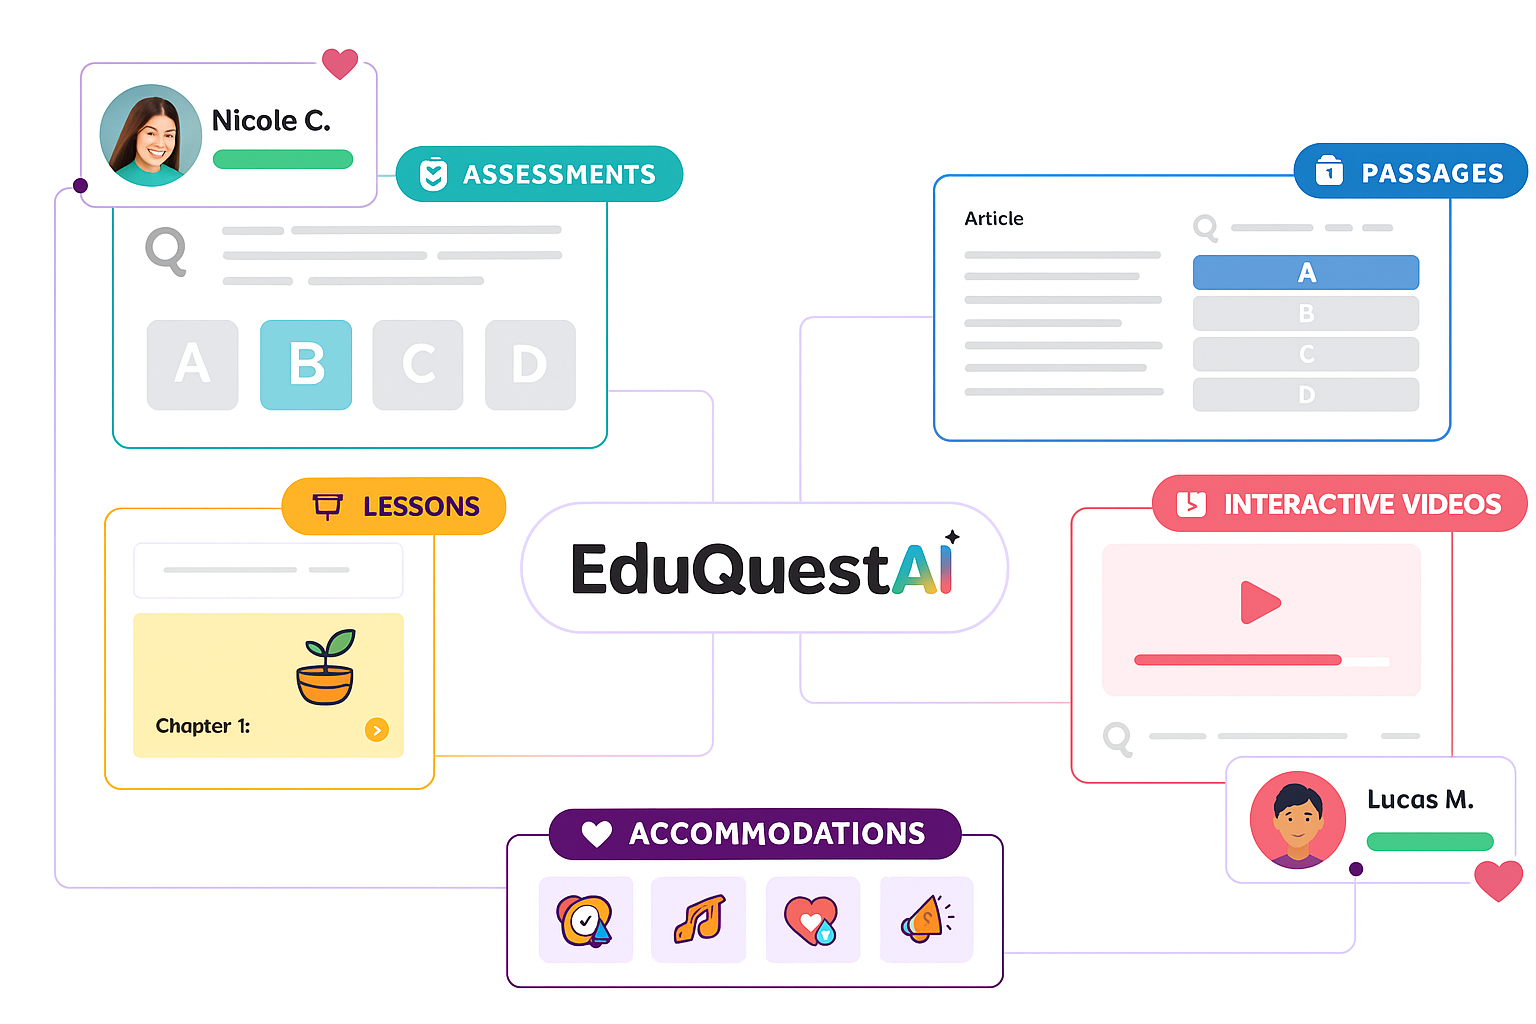 Nicole C.
ASSESSMENTS
Q
A B C D
PASSAGES
Article
Q
A
B
C
D
LESSONS
Chapter 1:
EduQuestAI
INTERACTIVE VIDEOS
Q
Lucas M.
ACCOMMODATIONS